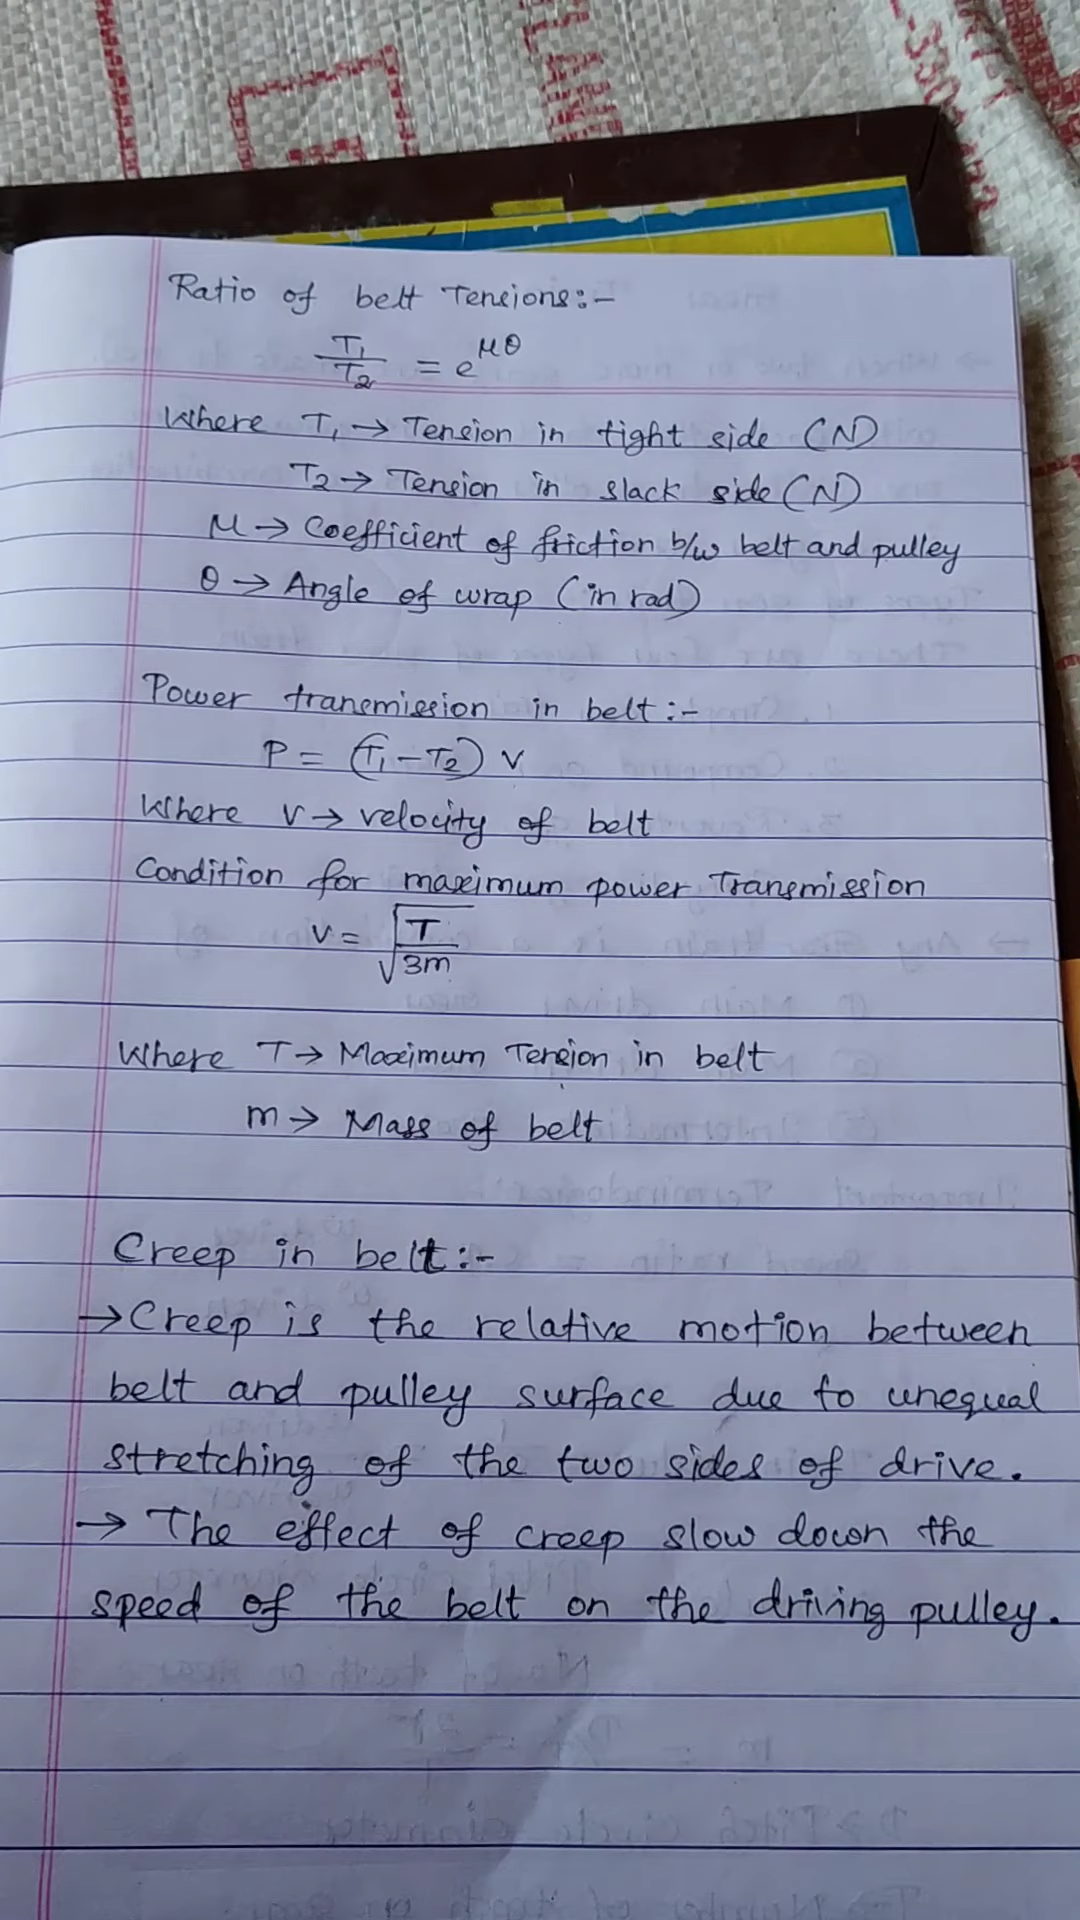 Ratio of belt Tensions:-
T₁/T₂ = e^μθ
Where T₁ → Tension in tight side (N)
T₂ → Tension in slack side (N)
μ → Coefficient of friction b/w belt and pulley
θ → Angle of wrap (in rad)
Power transmission in belt :-
P = (T₁ - T₂) v
Where v → velocity of belt
Condition for maximum power Transmission
v = √T/3m
Where T → Maximum Tension in belt
m → Mass of belt
Creep in belt :-
→ Creep is the relative motion between
belt and pulley surface due to unequal
stretching of the two sides of drive.
→ The effect of creep slow down the
speed of the belt on the driving pulley.